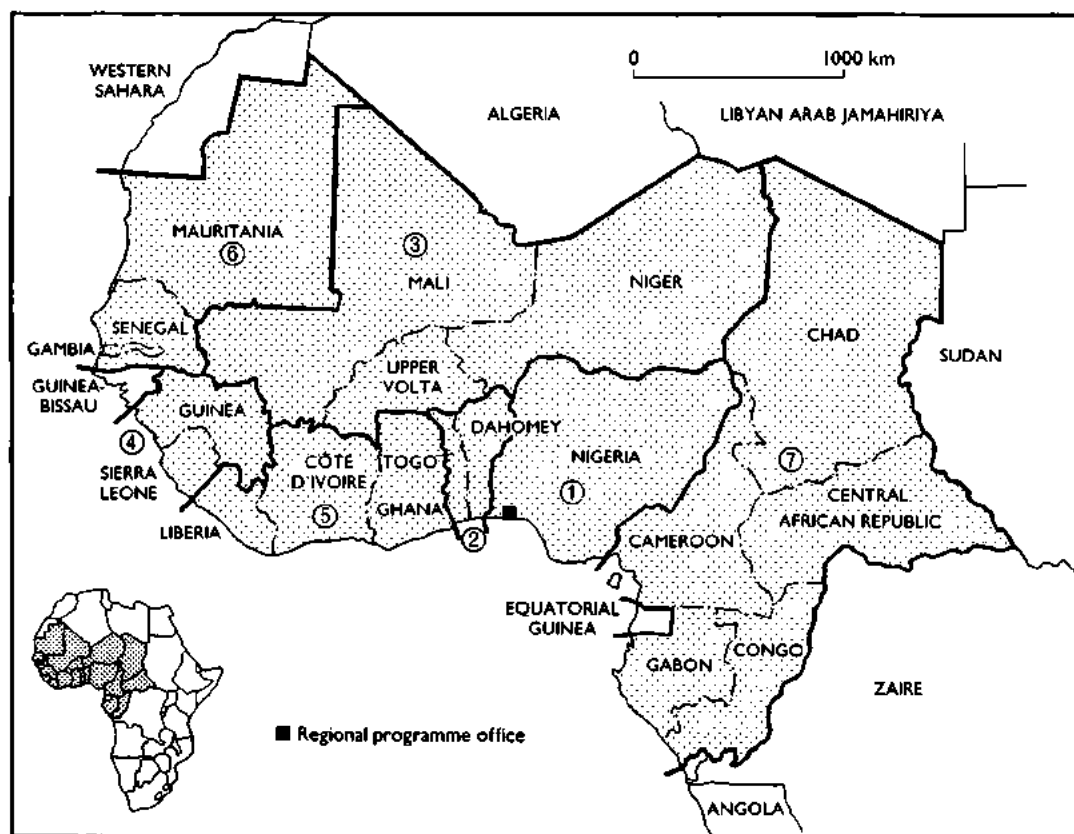 0 1000 km
WESTERN
SAHARA
ALGERIA
LIBYAN ARAB JAMAHIRIYA
MAURITANIA
6
3
MALI
NIGER
SENEGAL
CHAD
GAMBIA
SUDAN
GUINEA-
BISSAU
UPPER
VOLTA
GUINEA
DAHOMEY
4
CÔTE
D'IVOIRE
TOGO
NIGERIA
7
SIERRA
LEONE
5
GHANA
1
CENTRAL
AFRICAN REPUBLIC
LIBERIA
2
CAMEROON
EQUATORIAL
GUINEA
GABON
CONGO
ZAIRE
Regional programme office
ANGOLA